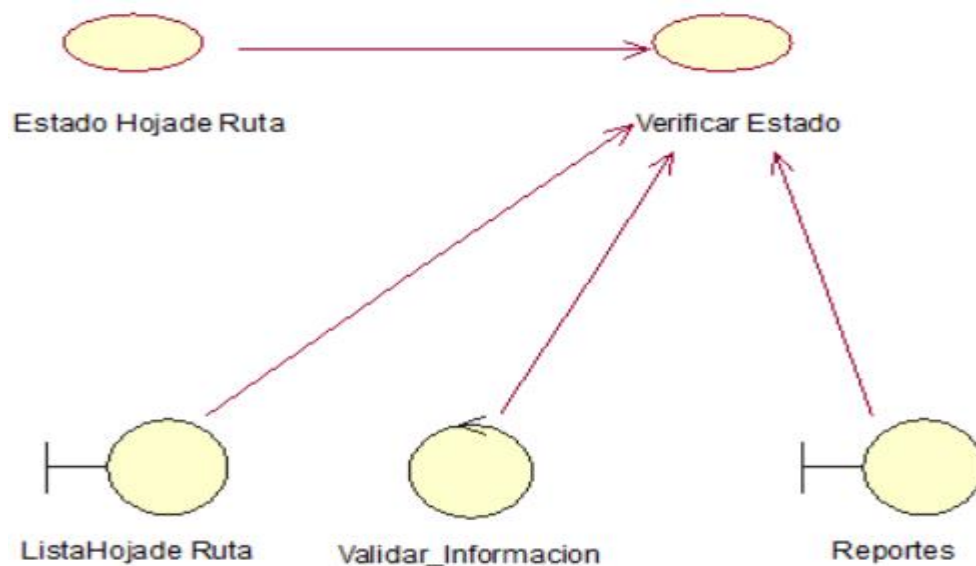 Estado Hojade Ruta
Verificar Estado
ListaHojade Ruta
Validar_Informacion
Reportes